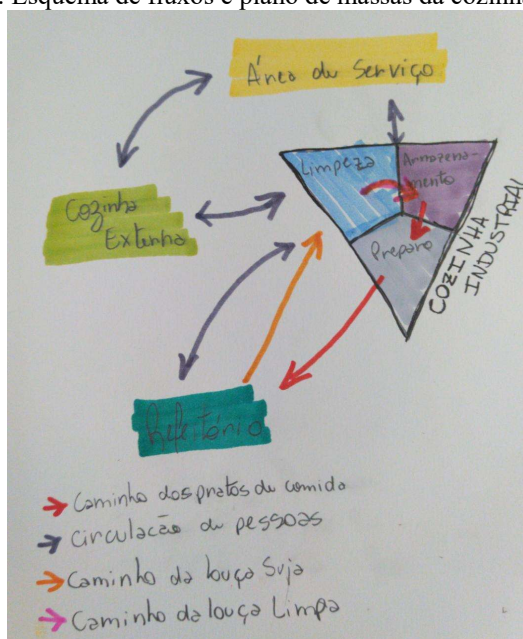 Esquema de fluxos e plano de massas da cozinha
Área de Serviço
Limpeza
Armazena-
mento
Preparo
COZINHA
INDUSTRIAL
Cozinha
Externa
Refeitório
Caminho dos pratos de comida
Circulação de pessoas
Caminho da louça Suja
Caminho da louça Limpa